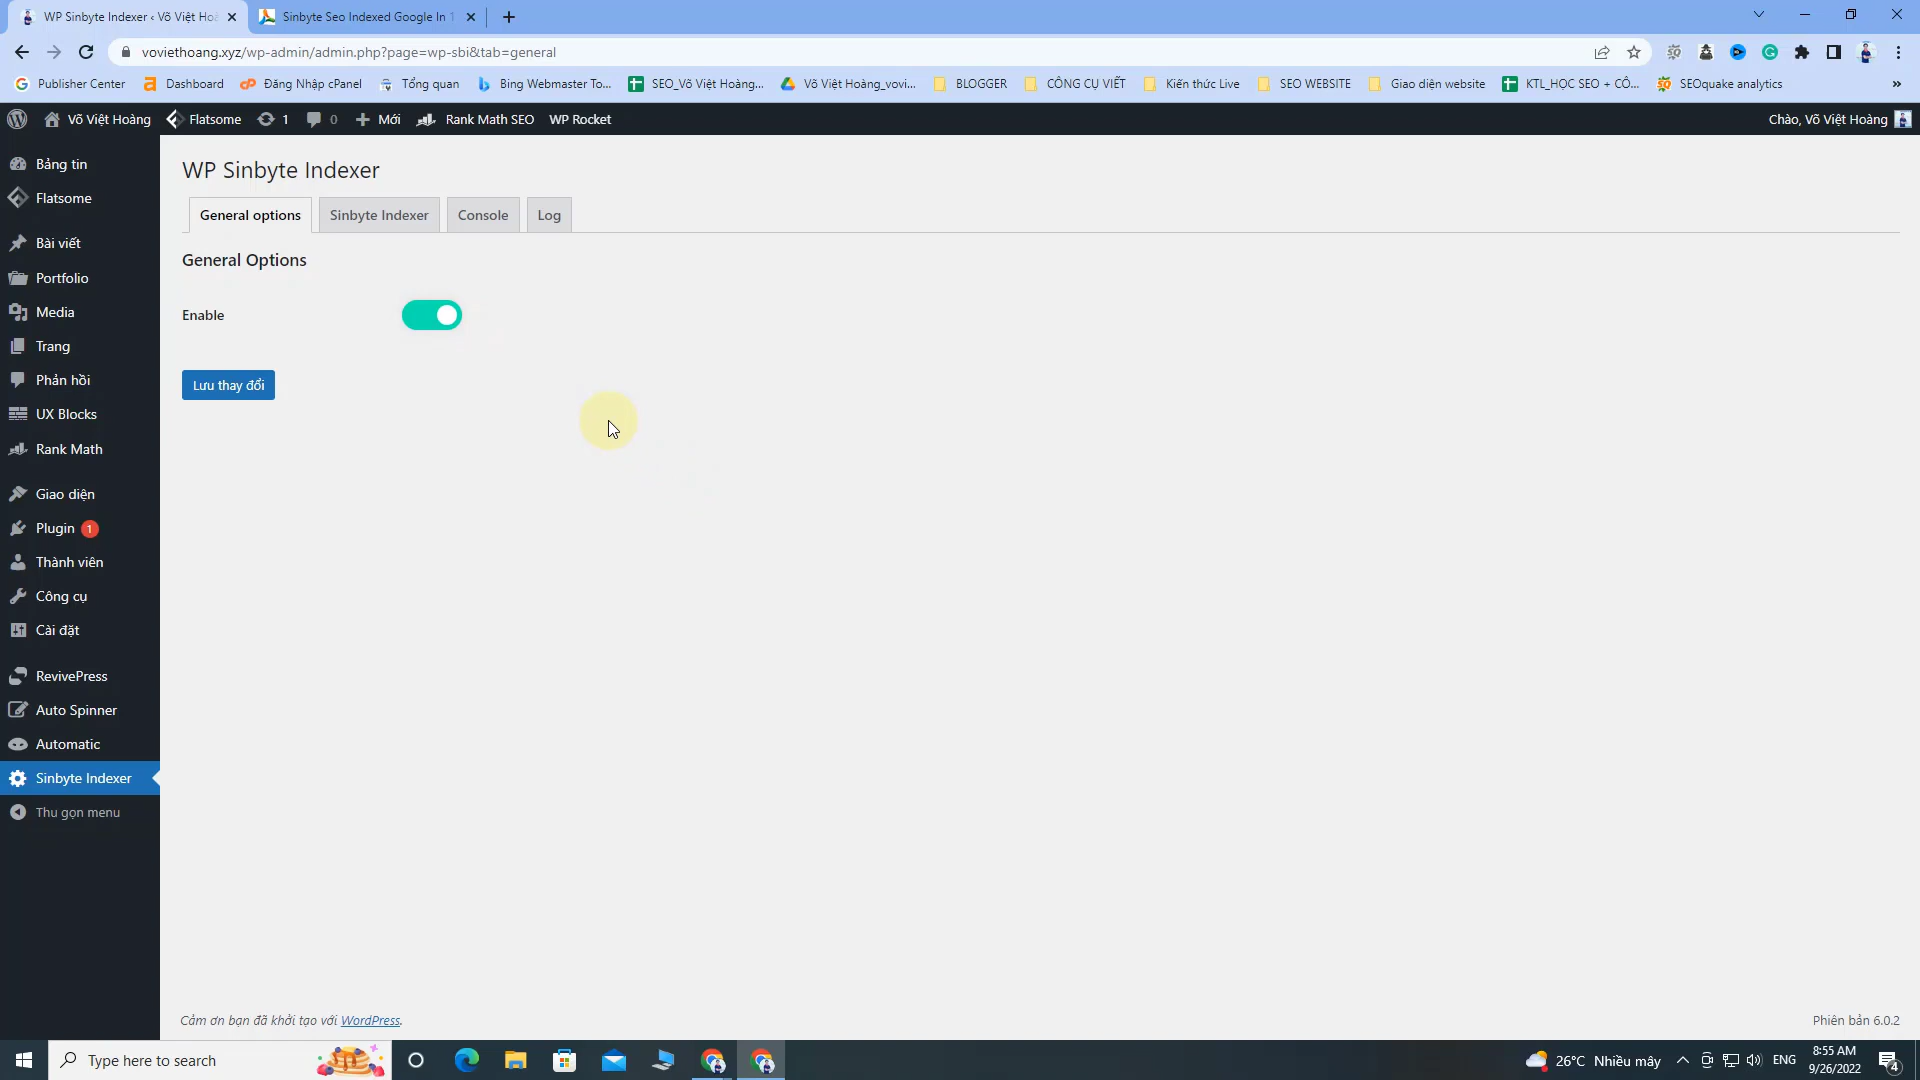 WP Sinbyte Indexer ‹ Võ Việt Hoà
Sinbyte Seo Indexed Google In 1
voviethoang.xyz/wp-admin/admin.php?page=wp-sbi&tab=general
Publisher Center
Dashboard
Đăng Nhập cPanel
Tổng quan
Bing Webmaster To...
SEO_Võ Việt Hoàng...
Võ Việt Hoàng_vovi...
BLOGGER
CÔNG CỤ VIẾT
Kiến thức Live
SEO WEBSITE
Giao diện website
KTL_HỌC SEO + CÔ...
SEOquake analytics
»
Võ Việt Hoàng
Flatsome
1
0
Mới
Rank Math SEO
WP Rocket
Chào, Võ Việt Hoàng
Bảng tin
Flatsome
Bài viết
Portfolio
Media
Trang
Phản hồi
UX Blocks
Rank Math
Giao diện
Plugin 1
Thành viên
Công cụ
Cài đặt
RevivePress
Auto Spinner
Automatic
Sinbyte Indexer
Thu gọn menu
WP Sinbyte Indexer
General options
Sinbyte Indexer
Console
Log
General Options
Enable
Lưu thay đổi
Cảm ơn bạn đã khởi tạo với WordPress.
Phiên bản 6.0.2
Type here to search
26°C Nhiều mây
ENG
8:55 AM
9/26/2022
4